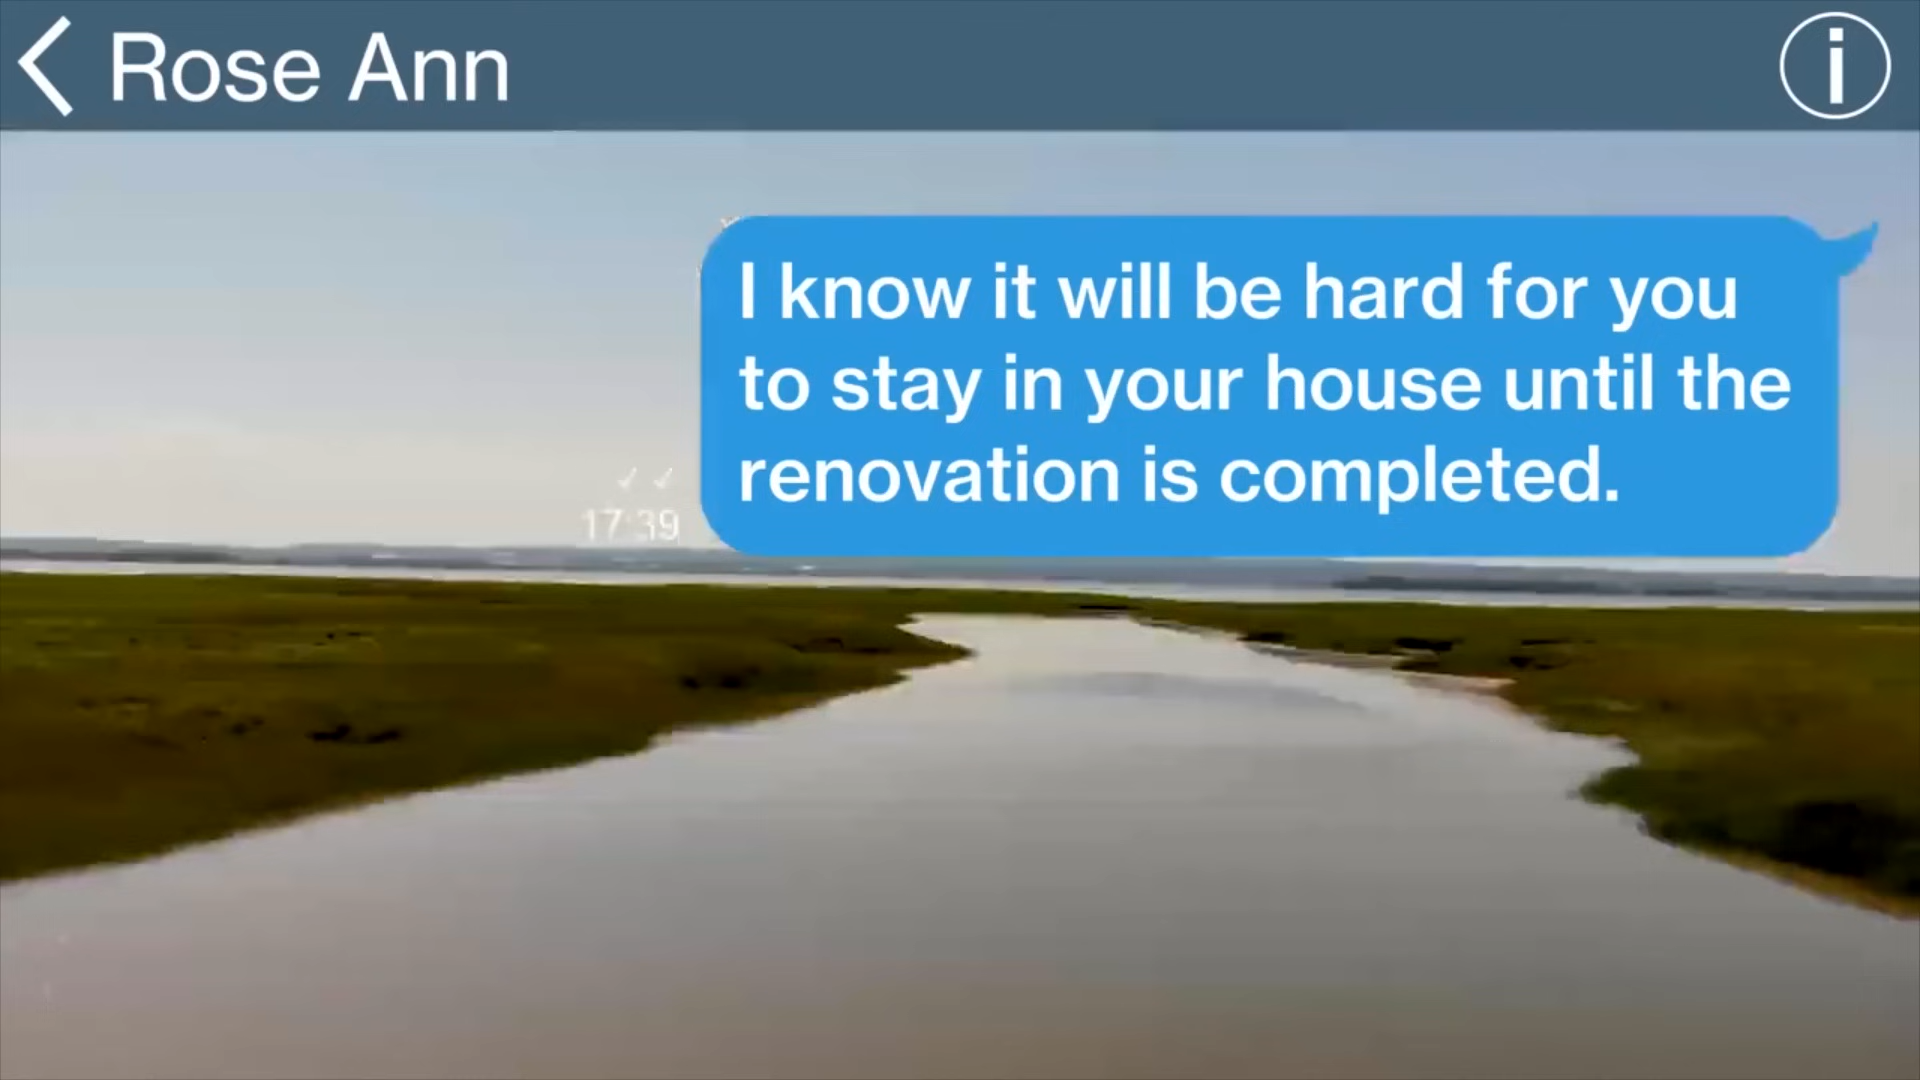 Rose Ann
I know it will be hard for you
to stay in your house until the
renovation is completed.
17:39